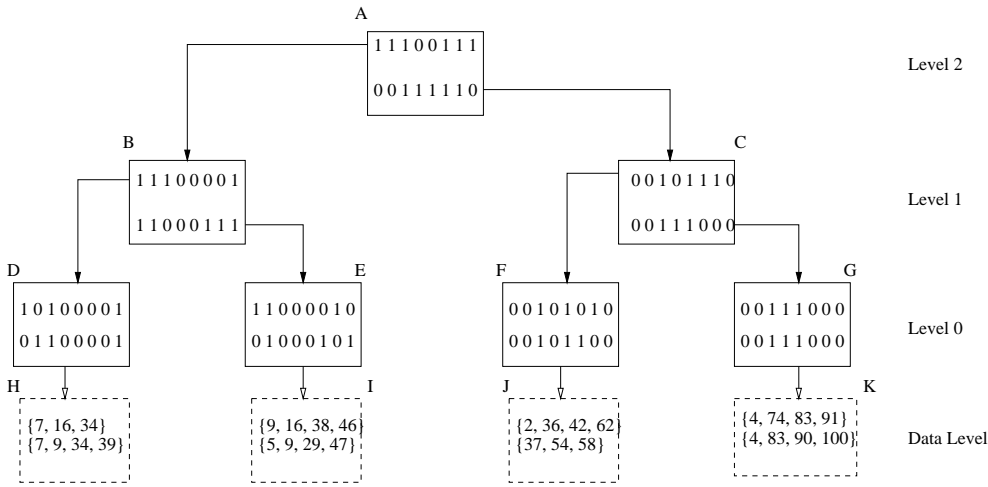 A
1 1 1 0 0 1 1 1
0 0 1 1 1 1 1 0
Level 2
B
1 1 1 0 0 0 0 1
1 1 0 0 0 1 1 1
C
0 0 1 0 1 1 1 0
0 0 1 1 1 0 0 0
Level 1
D
1 0 1 0 0 0 0 1
0 1 1 0 0 0 0 1
E
1 1 0 0 0 0 1 0
0 1 0 0 0 1 0 1
F
0 0 1 0 1 0 1 0
0 0 1 0 1 1 0 0
G
0 0 1 1 1 0 0 0
0 0 1 1 1 0 0 0
Level 0
H
{7, 16, 34}
{7, 9, 34, 39}
I
{9, 16, 38, 46}
{5, 9, 29, 47}
J
{2, 36, 42, 62}
{37, 54, 58}
K
{4, 74, 83, 91}
{4, 83, 90, 100}
Data Level